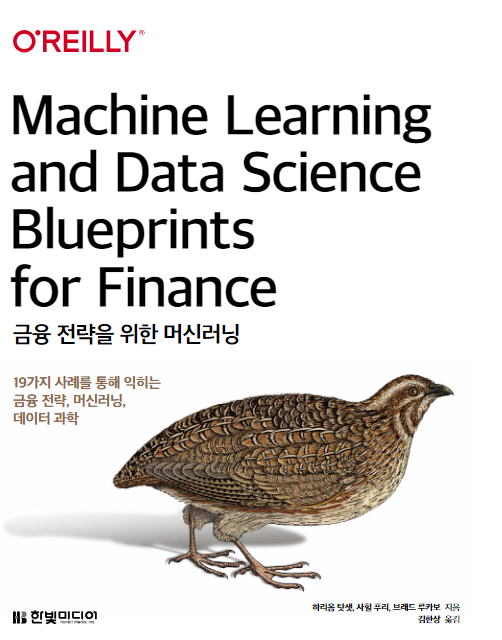 O'REILLY®
Machine Learning
and Data Science
Blueprints
for Finance
금융 전략을 위한 머신러닝
19가지 사례를 통해 익히는
금융 전략, 머신러닝,
데이터 과학
하리옴 탓샛, 사힐 푸리, 브래드 루카보 지음
김한상 옮김
한빛미디어
Hanbit Media, Inc.